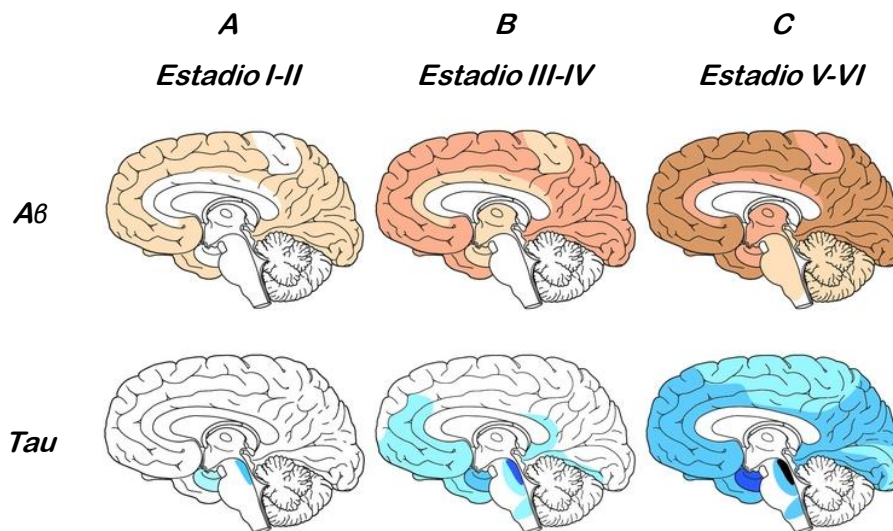 A B C
Estadio I-II Estadio III-IV Estadio V-VI
Aβ
Tau